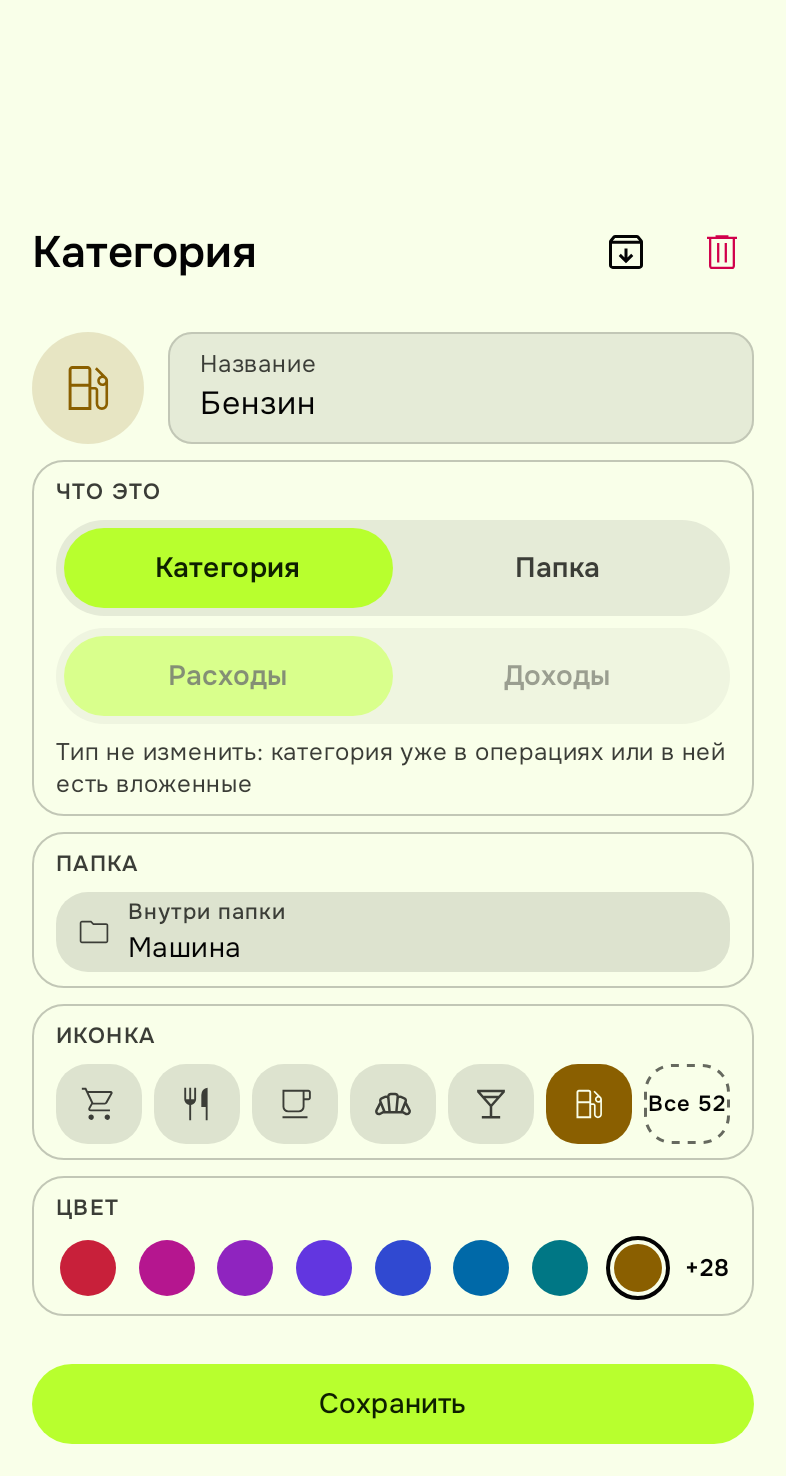 Категория
Название
Бензин
ЧТО ЭТО
Категория
Папка
Расходы
Доходы
Тип не изменить: категория уже в операциях или в ней
есть вложенные
ПАПКА
Внутри папки
Машина
ИКОНКА
Все 52
ЦВЕТ
+28
Сохранить